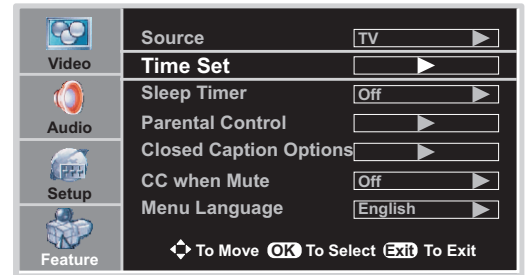 Video
Audio
Setup
Feature
Source TV
Time Set
Sleep Timer Off
Parental Control
Closed Caption Options
CC when Mute Off
Menu Language English
To Move OK To Select Exit To Exit